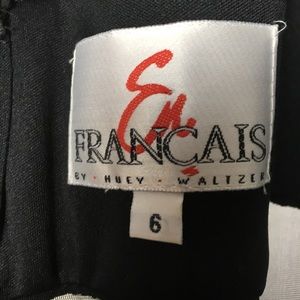 En
FRANÇAIS
BY · HUEY · WALTZER
6